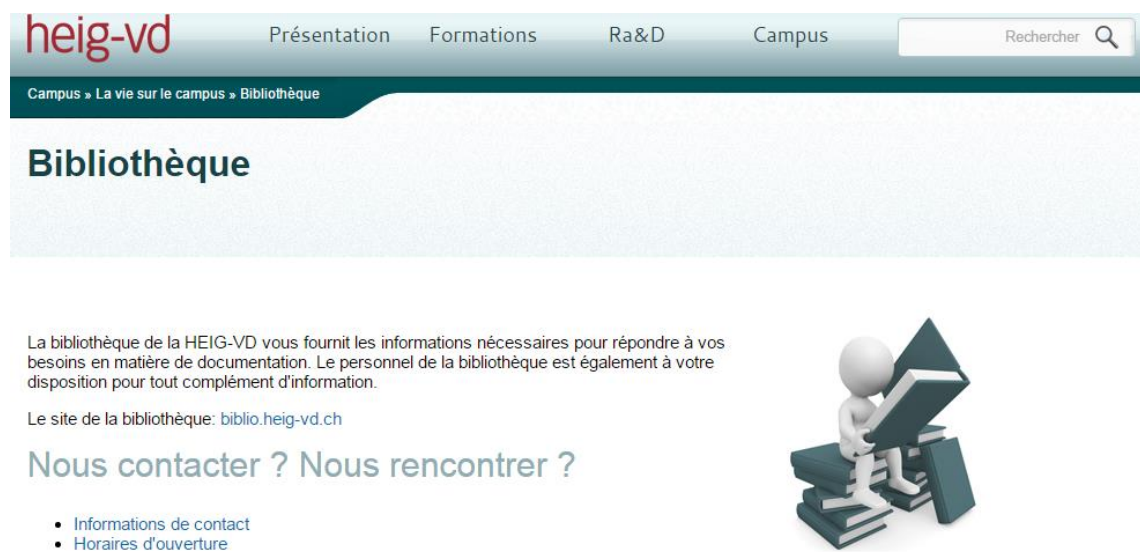 heig-vd
Présentation Formations Ra&D Campus Rechercher
Campus » La vie sur le campus » Bibliothèque
Bibliothèque
La bibliothèque de la HEIG-VD vous fournit les informations nécessaires pour répondre à vos
besoins en matière de documentation. Le personnel de la bibliothèque est également à votre
disposition pour tout complément d'information.
Le site de la bibliothèque: biblio.heig-vd.ch
Nous contacter ? Nous rencontrer ?
• Informations de contact
• Horaires d'ouverture